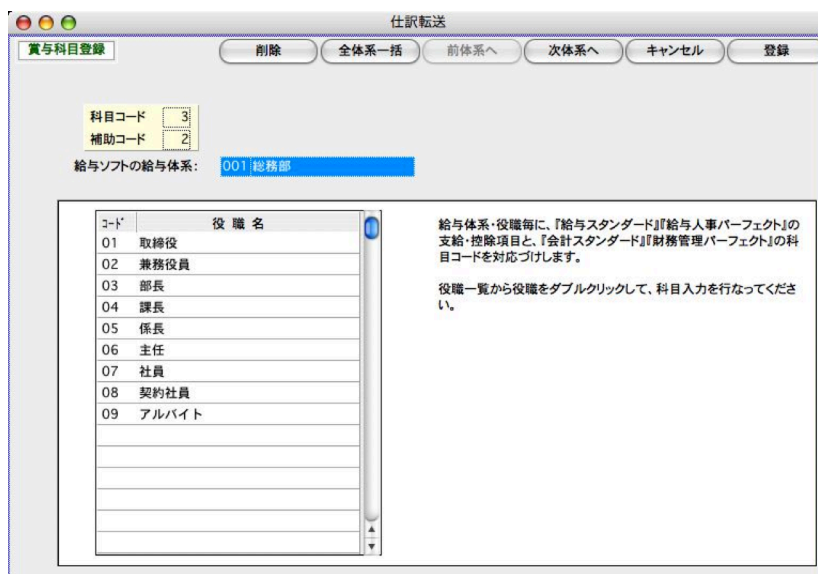 仕訳転送
賞与科目登録 削除 全体系一括 前体系へ 次体系へ キャンセル 登録
科目コード 3
補助コード 2
給与ソフトの給与体系: 001 総務部
コード 役職名
01 取締役
02 兼務役員
03 部長
04 課長
05 係長
06 主任
07 社員
08 契約社員
09 アルバイト
給与体系・役職毎に、『給与スタンダード』『給与人事パーフェクト』の
支給・控除項目と、『会計スタンダード』『財務管理パーフェクト』の科
目コードを対応づけします。
役職一覧から役職をダブルクリックして、科目入力を行なってくださ
い。